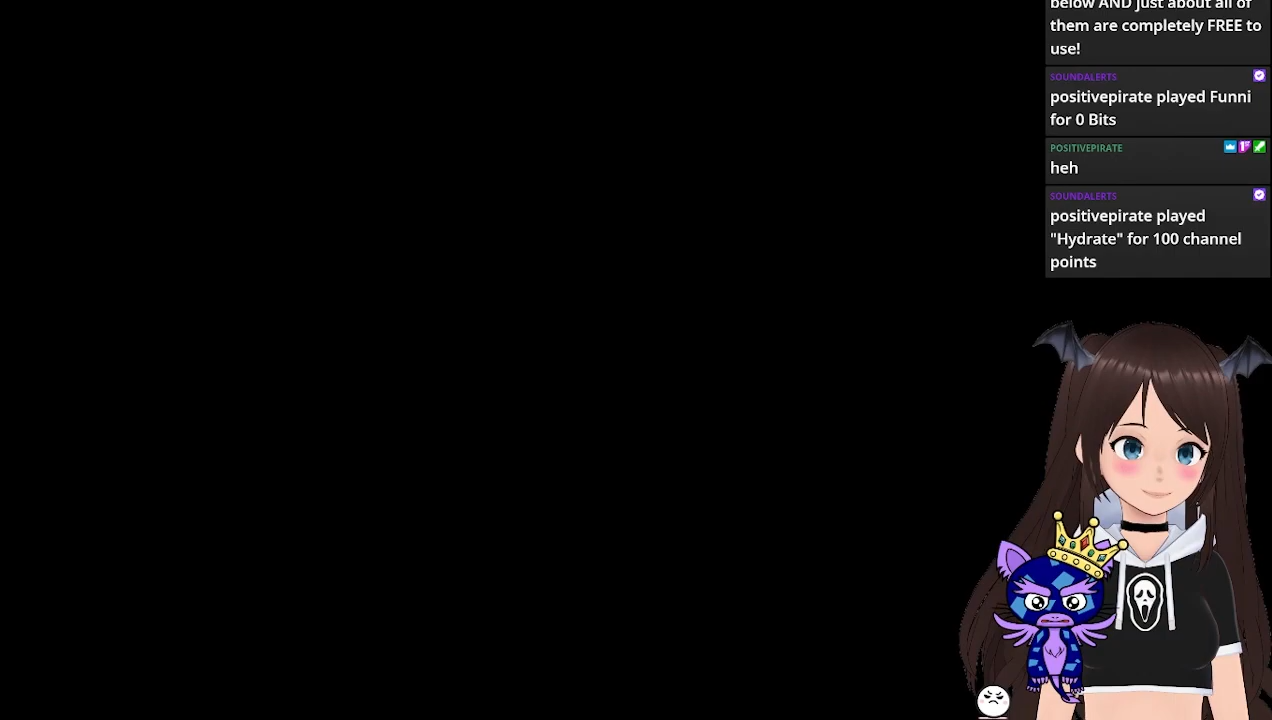 below AND just about all of
them are completely FREE to
use!
SOUNDALERTS
positivepirate played Funni
for 0 Bits
POSITIVEPIRATE
heh
SOUNDALERTS
positivepirate played
"Hydrate" for 100 channel
points